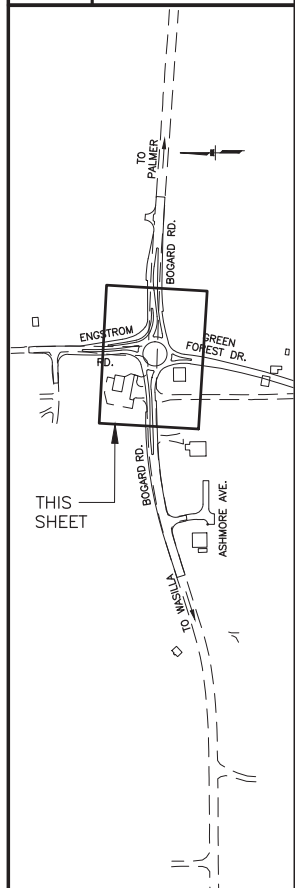 TO
PALMER
BOGARD RD.
ENGSTROM
RD.
GREEN
FOREST DR.
THIS
SHEET
BOGARD RD.
ASHMORE AVE.
TO WASILLA